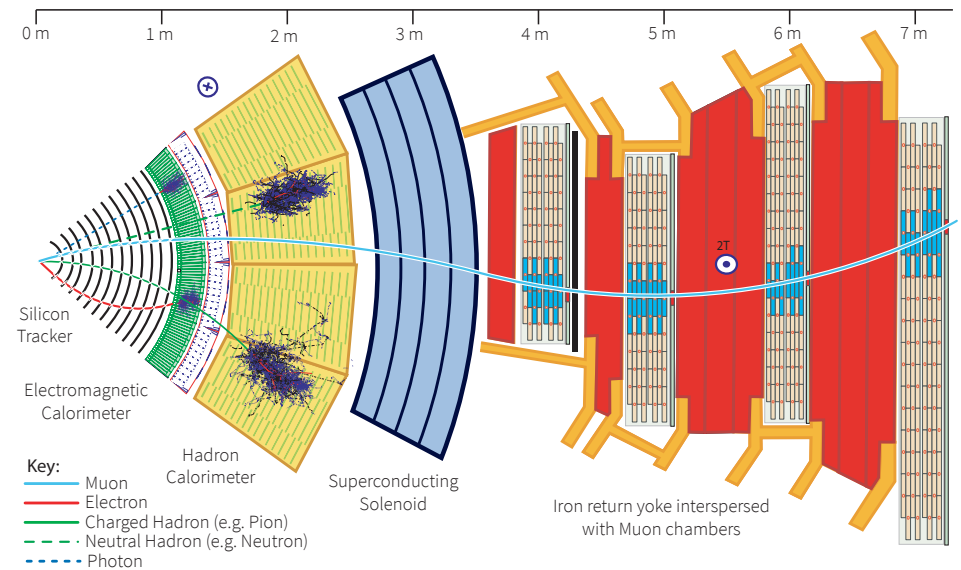 0 m 1 m 2 m 3 m 4 m 5 m 6 m 7 m
2T
Silicon
Tracker
Electromagnetic
Calorimeter
Hadron
Calorimeter
Superconducting
Solenoid
Iron return yoke interspersed
with Muon chambers
Key:
Muon
Electron
Charged Hadron (e.g. Pion)
Neutral Hadron (e.g. Neutron)
Photon